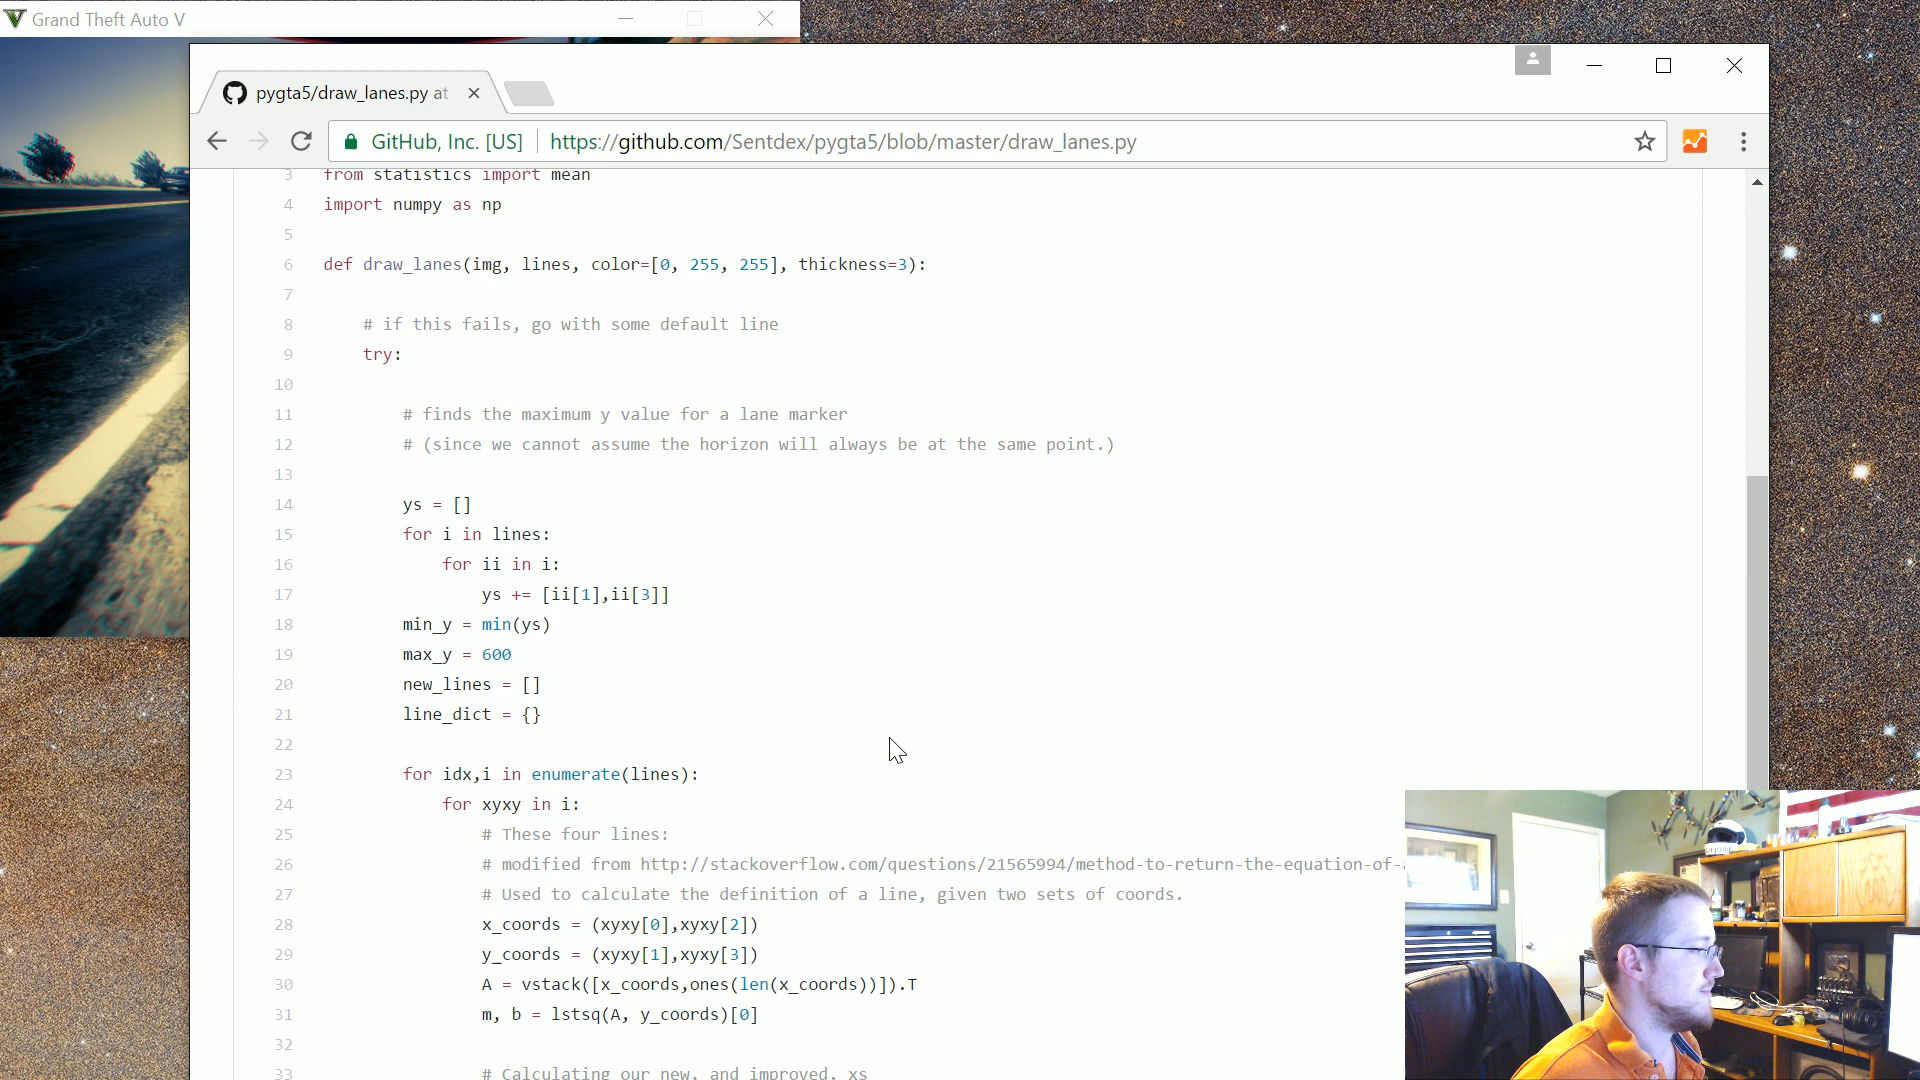 Grand Theft Auto V
pygta5/draw_lanes.py at
GitHub, Inc. [US] https://github.com/Sentdex/pygta5/blob/master/draw_lanes.py
3 from statistics import mean
4 import numpy as np
5
6 def draw_lanes(img, lines, color=[0, 255, 255], thickness=3):
7
8 # if this fails, go with some default line
9 try:
10
11 # finds the maximum y value for a lane marker
12 # (since we cannot assume the horizon will always be at the same point.)
13
14 ys = []
15 for i in lines:
16 for ii in i:
17 ys += [ii[1],ii[3]]
18 min_y = min(ys)
19 max_y = 600
20 new_lines = []
21 line_dict = {}
22
23 for idx,i in enumerate(lines):
24 for xyxy in i:
25 # These four lines:
26 # modified from http://stackoverflow.com/questions/21565994/method-to-return-the-equation-of-
27 # Used to calculate the definition of a line, given two sets of coords.
28 x_coords = (xyxy[0],xyxy[2])
29 y_coords = (xyxy[1],xyxy[3])
30 A = vstack([x_coords,ones(len(x_coords))]).T
31 m, b = lstsq(A, y_coords)[0]
32
33 # Calculating our new, and improved, xs